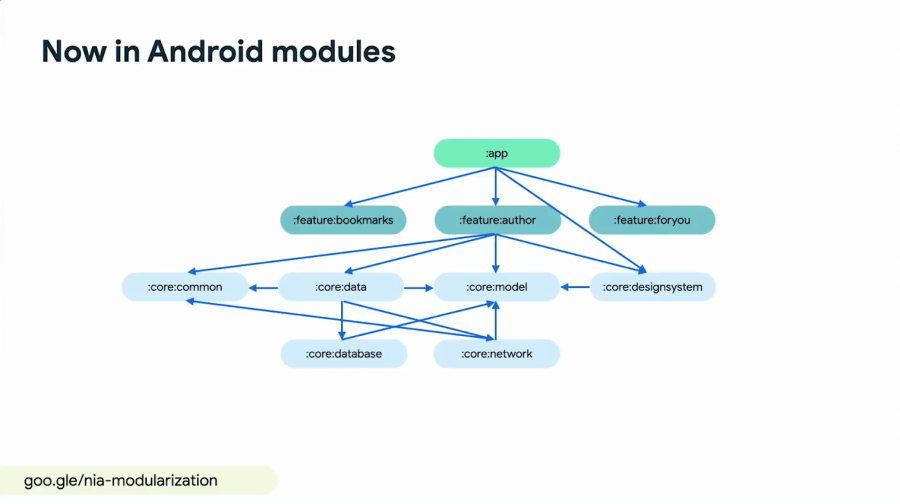 Now in Android modules
:app
:feature:bookmarks
:feature:author
:feature:foryou
:core:common
:core:data
:core:model
:core:designsystem
:core:database
:core:network
goo.gle/nia-modularization